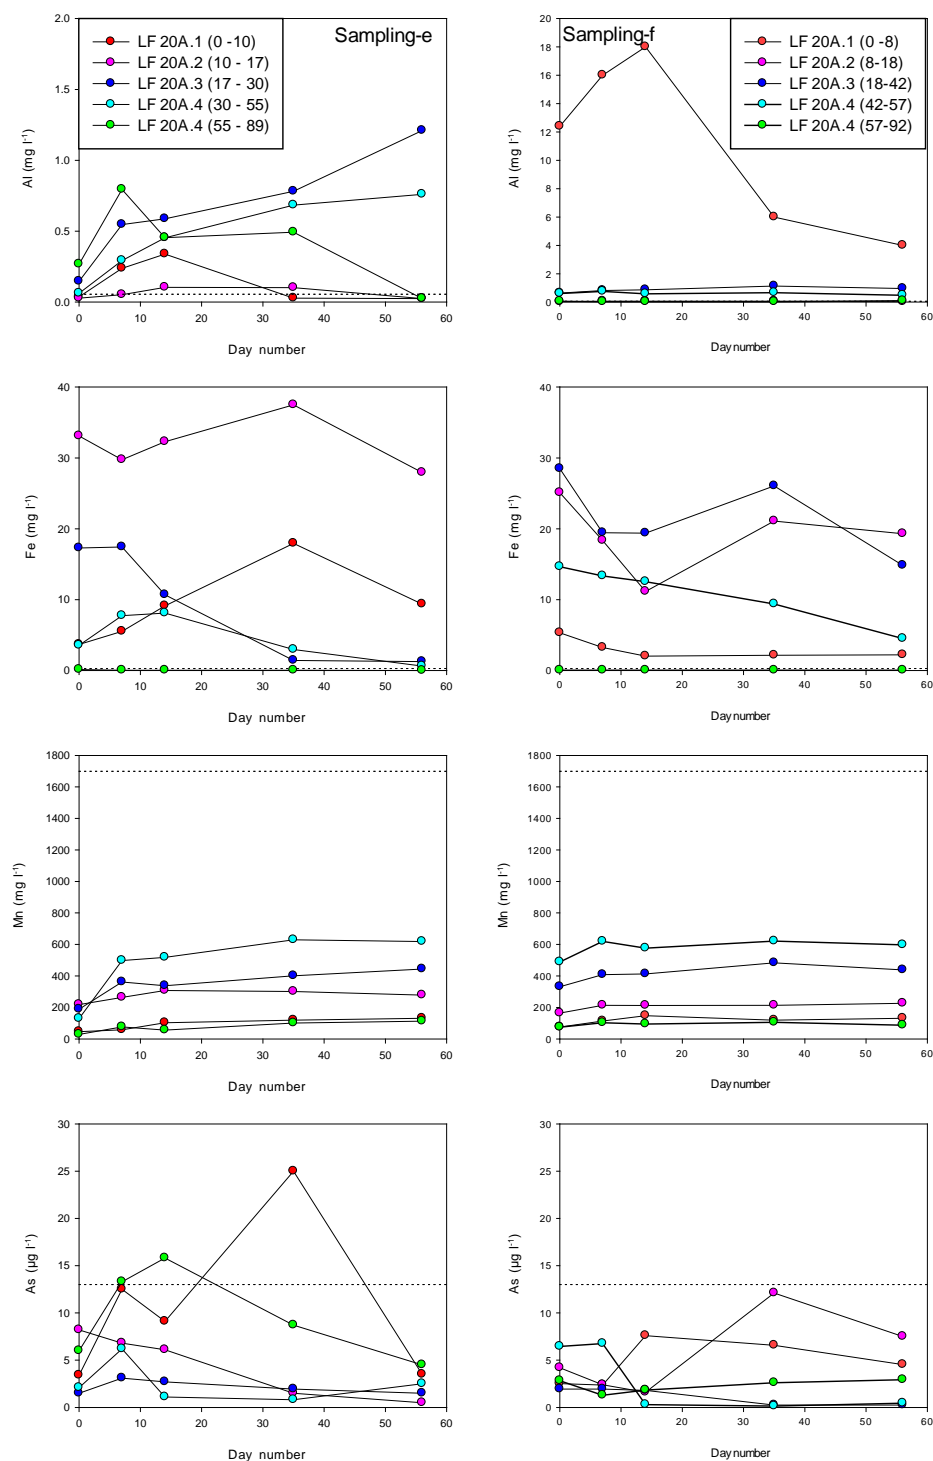 Sampling-e
LF 20A.1 (0 -10)
LF 20A.2 (10 - 17)
LF 20A.3 (17 - 30)
LF 20A.4 (30 - 55)
LF 20A.4 (55 - 89)
Al (mg l-1)
2.0
1.5
1.0
0.5
0.0
0 10 20 30 40 50 60
Day number
Sampling-f
LF 20A.1 (0 -8)
LF 20A.2 (8-18)
LF 20A.3 (18-42)
LF 20A.4 (42-57)
LF 20A.4 (57-92)
Al (mg l-1)
20
18
16
14
12
10
8
6
4
2
0
0 10 20 30 40 50 60
Day number
Fe (mg l-1)
40
30
20
10
0
0 10 20 30 40 50 60
Day number
Fe (mg l-1)
40
30
20
10
0
0 10 20 30 40 50 60
Day number
Mn (mg l-1)
1800
1600
1400
1200
1000
800
600
400
200
0
0 10 20 30 40 50 60
Day number
Mn (mg l-1)
1800
1600
1400
1200
1000
800
600
400
200
0
0 10 20 30 40 50 60
Day number
As (µg l-1)
30
25
20
15
10
5
0
0 10 20 30 40 50 60
Day number
As (µg l-1)
30
25
20
15
10
5
0
0 10 20 30 40 50 60
Day number